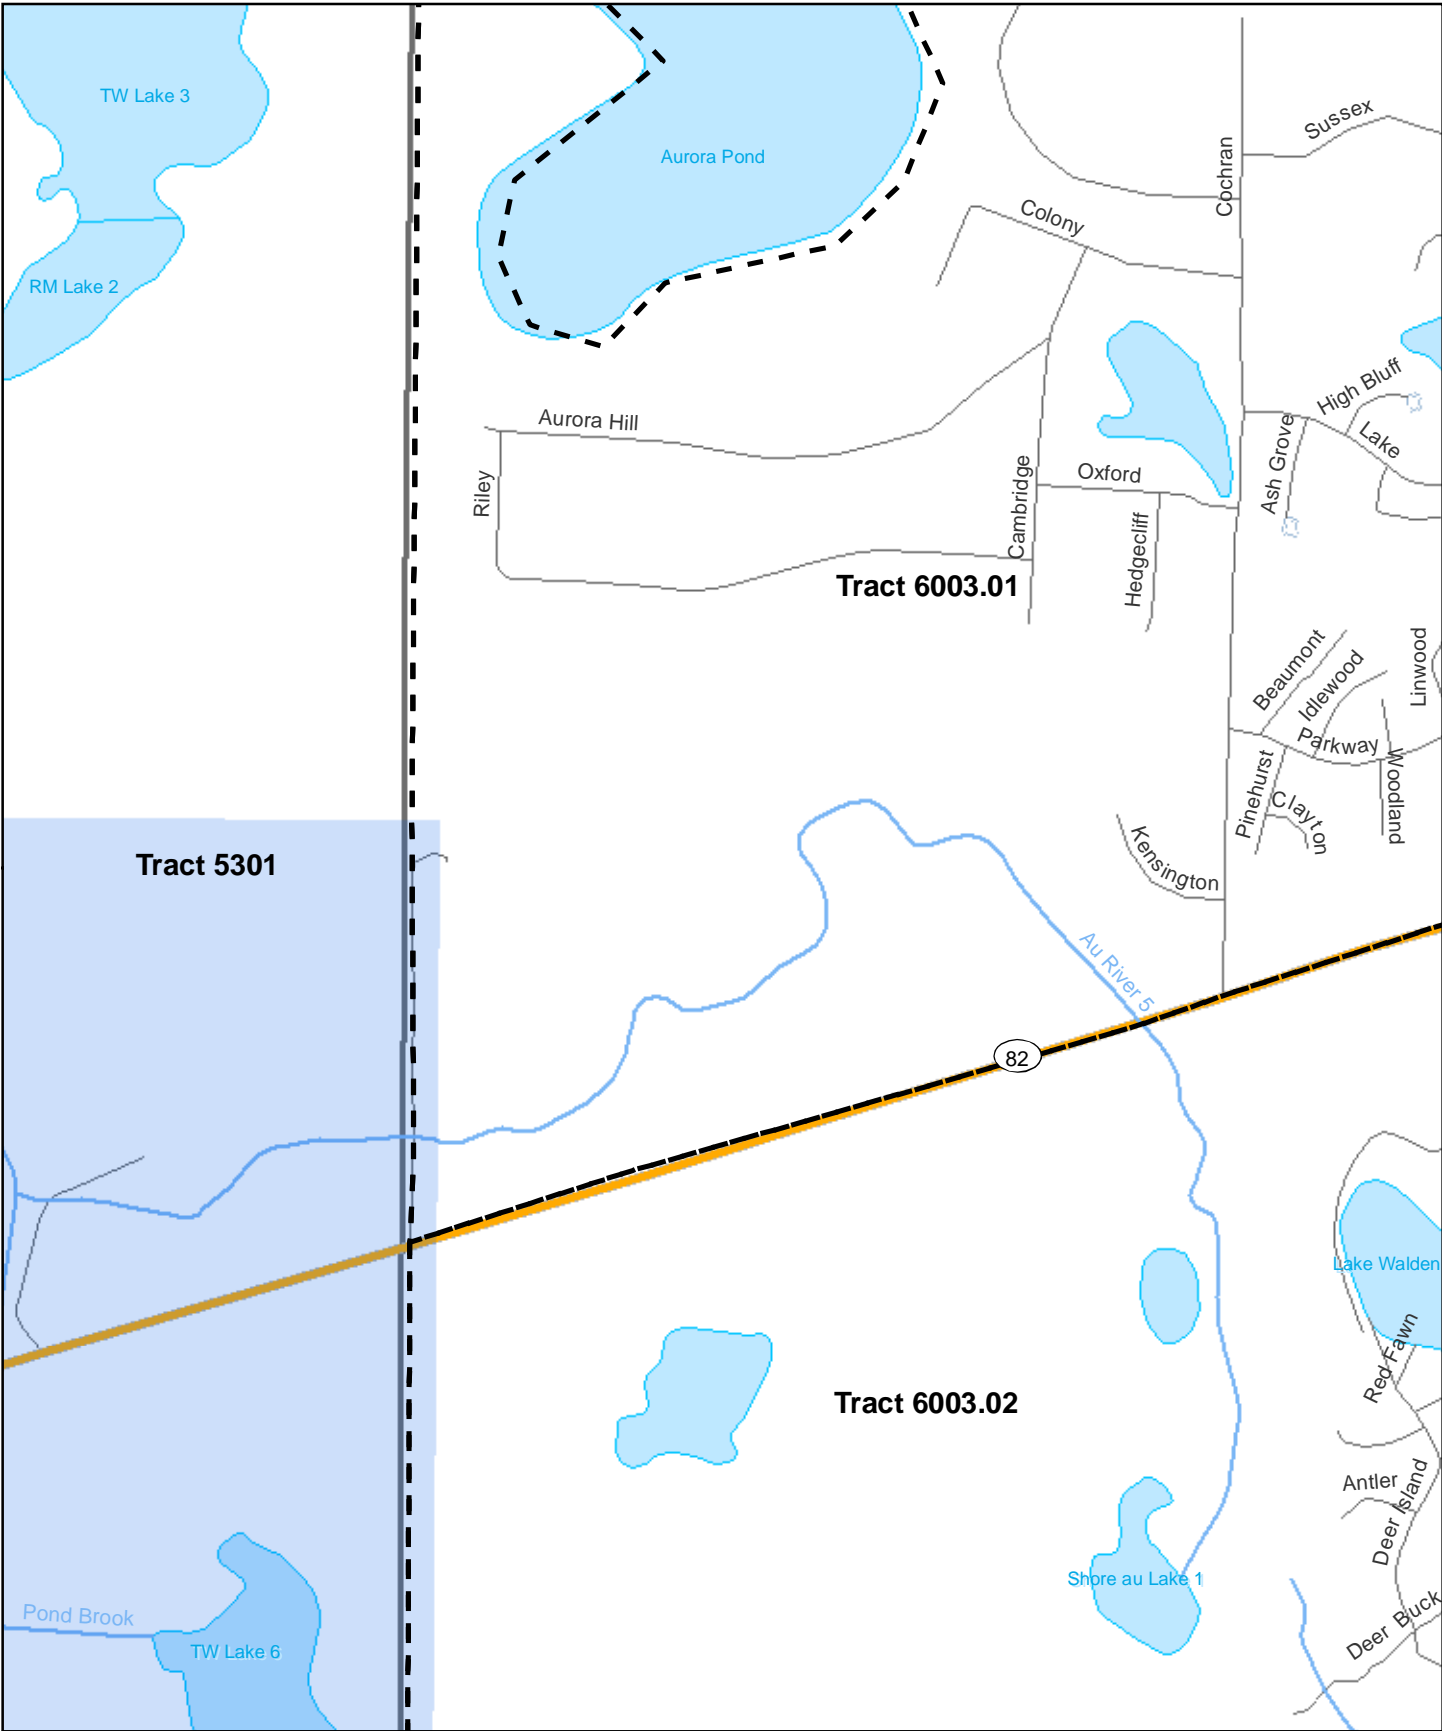 TW Lake 3
Sussex
Aurora Pond
Cochran
Colony
RM Lake 2
High Bluff
Aurora Hill
Lake
Ash Grove
Riley
Cambridge
Oxford
Hedgecliff
Tract 6003.01
Beaumont
Idlewood
Linwood
Parkway
Pinehurst
Woodland
Clayton
Kensington
Tract 5301
Au River 5
82
Lake Walden
Red Fawn
Tract 6003.02
Antler
Deer Island
Shore au Lake 1
Pond Brook
Deer Buck
TW Lake 6